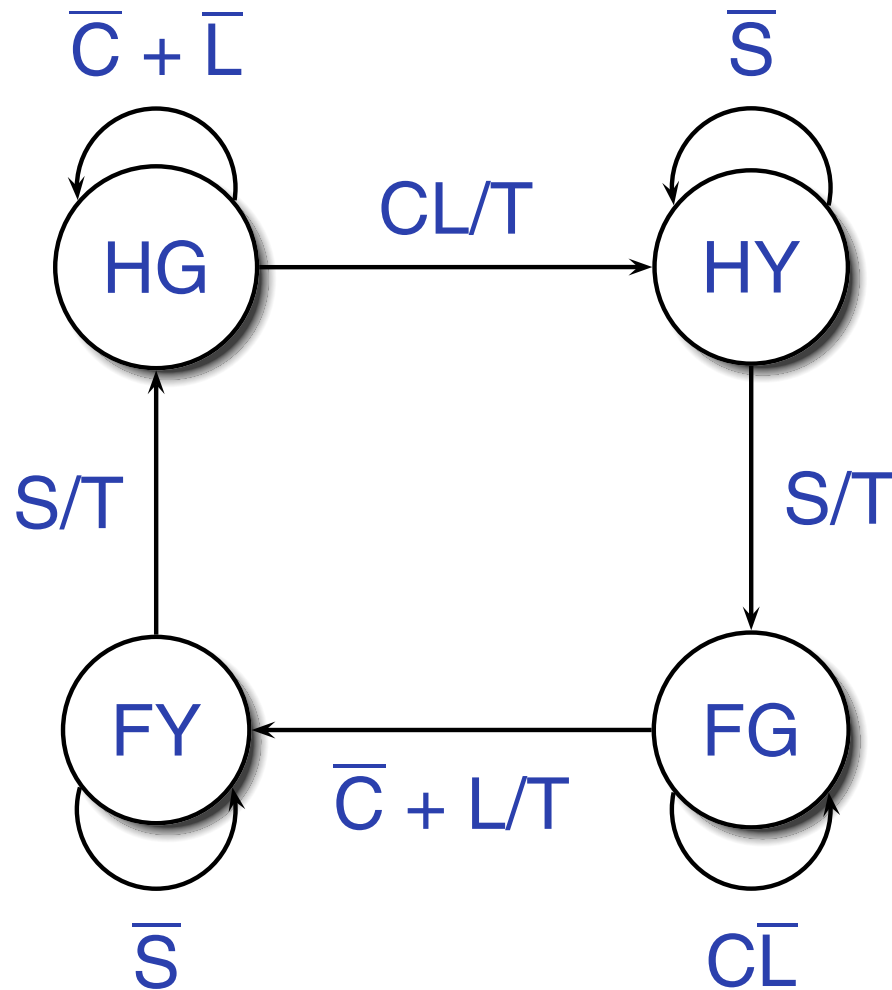 C̅ + L̅
S̅
CL/T
HG
HY
S/T
S/T
FY
FG
C̅ + L/T
S̅
CL̅